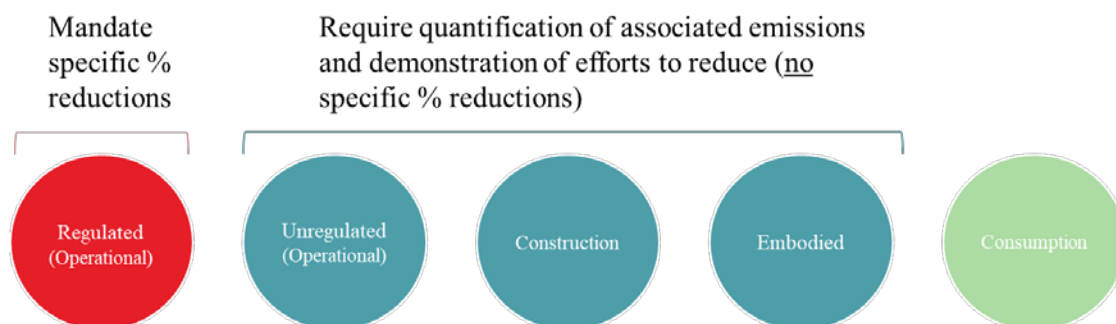 Mandate
specific %
reductions
Require quantification of associated emissions
and demonstration of efforts to reduce (no
specific % reductions)
Regulated
(Operational)
Unregulated
(Operational)
Construction
Embodied
Consumption